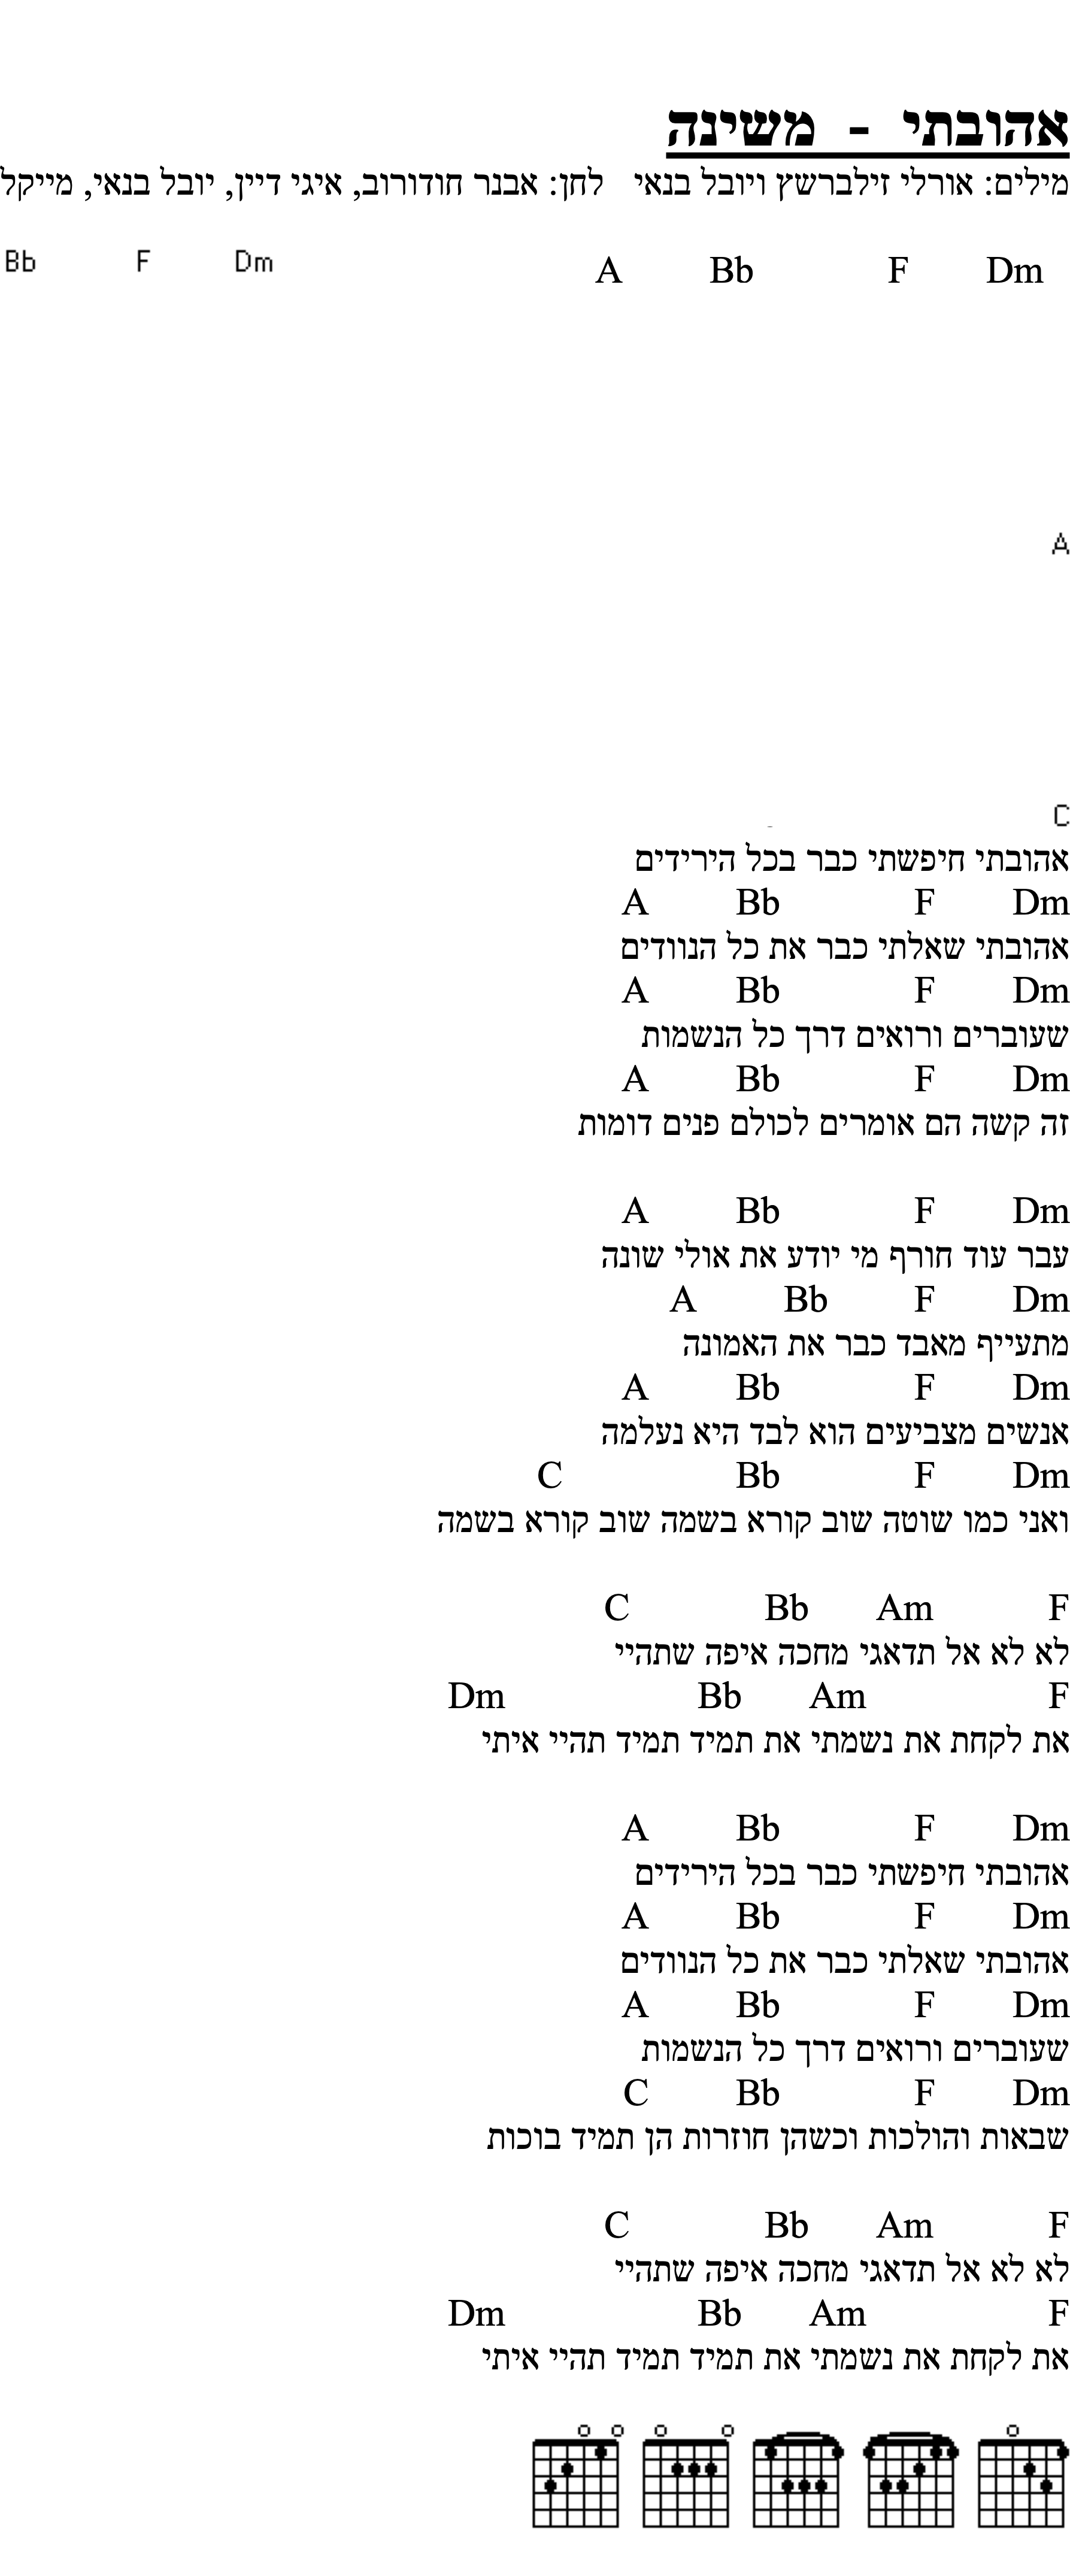 אהובתי - משינה
מילים: אורלי זילברשץ ויובל בנאי לחן: אבנר חודורוב, איגי דיין, יובל בנאי, מייקל
A Bb F Dm
Bb F Dm
A
C
אהובתי חיפשתי כבר בכל הירידים
A Bb F Dm
אהובתי שאלתי כבר את כל הנוודים
A Bb F Dm
שעוברים ורואים דרך כל הנשמות
A Bb F Dm
זה קשה הם אומרים לכולם פנים דומות
A Bb F Dm
עבר עוד חורף מי יודע את אולי שונה
A Bb F Dm
מתעייף מאבד כבר את האמונה
A Bb F Dm
אנשים מצביעים הוא לבד היא נעלמה
C Bb F Dm
ואני כמו שוטה שוב קורא בשמה שוב קורא בשמה
C Bb Am F
לא לא אל תדאגי מחכה איפה שתהיי
Dm Bb Am F
את לקחת את נשמתי את תמיד תמיד תהיי איתי
A Bb F Dm
אהובתי חיפשתי כבר בכל הירידים
A Bb F Dm
אהובתי שאלתי כבר את כל הנוודים
A Bb F Dm
שעוברים ורואים דרך כל הנשמות
C Bb F Dm
שבאות והולכות וכשהן חוזרות הן תמיד בוכות
C Bb Am F
לא לא אל תדאגי מחכה איפה שתהיי
Dm Bb Am F
את לקחת את נשמתי את תמיד תמיד תהיי איתי